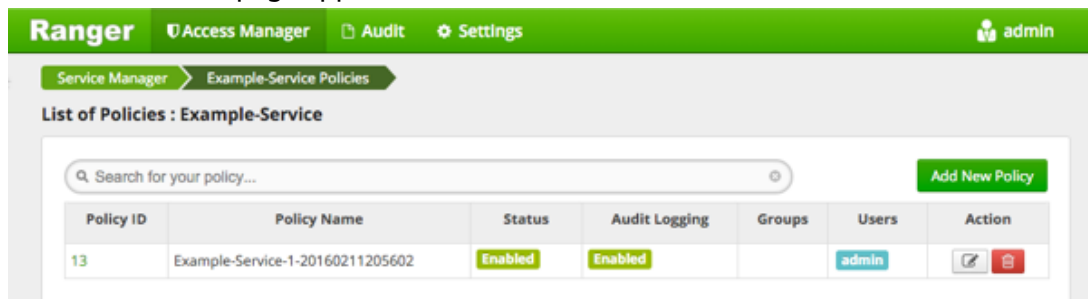 Ranger Access Manager Audit Settings admin
Service Manager Example-Service Policies
List of Policies : Example-Service
Search for your policy... Add New Policy
Policy ID Policy Name Status Audit Logging Groups Users Action
13 Example-Service-1-20160211205602 Enabled Enabled admin